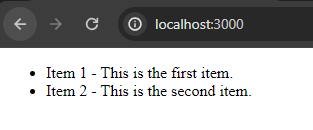 localhost:3000
Item 1 - This is the first item.
Item 2 - This is the second item.